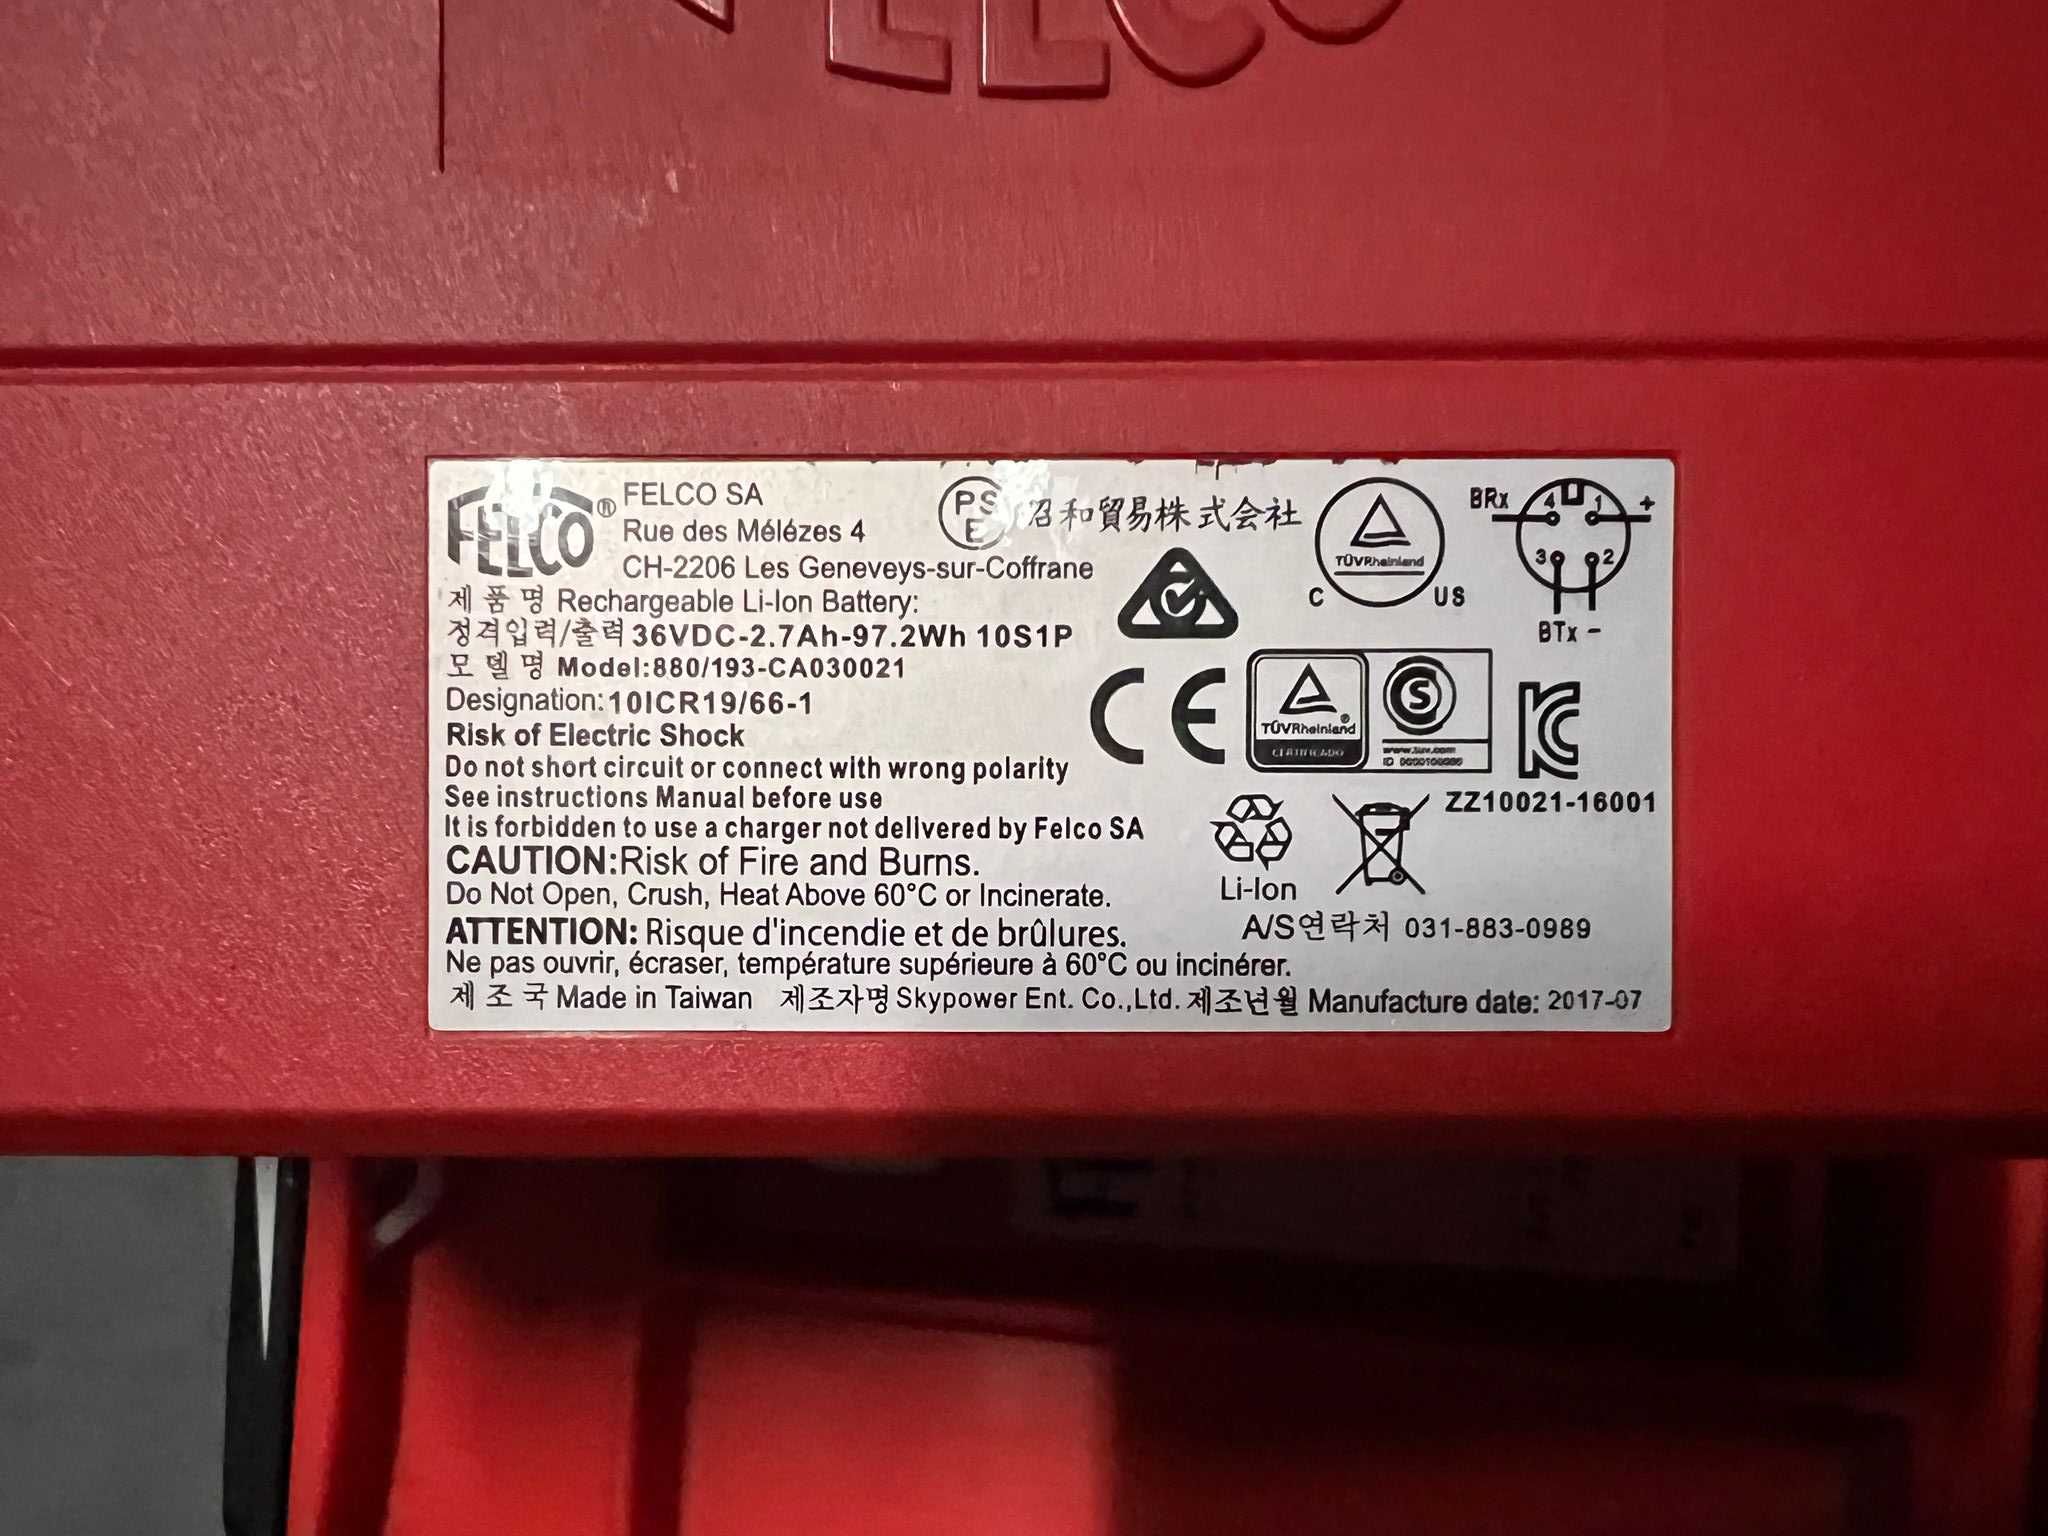 FELCO
FELCO®
FELCO SA
Rue des Mélézes 4
CH-2206 Les Geneveys-sur-Coffrane
PS
E
昭和貿易株式会社
TÜVRheinland
C US
BRx 4 1 +
3 2
BTx -
제 품 명 Rechargeable Li-Ion Battery:
정격입력/출력 36VDC-2.7Ah-97.2Wh 10S1P
모 델 명 Model:880/193-CA030021
Designation:10ICR19/66-1
Risk of Electric Shock
Do not short circuit or connect with wrong polarity
See instructions Manual before use
It is forbidden to use a charger not delivered by Felco SA
CAUTION:Risk of Fire and Burns.
Do Not Open, Crush, Heat Above 60°C or Incinerate.
ATTENTION: Risque d'incendie et de brûlures.
Ne pas ouvrir, écraser, température supérieure à 60°C ou incinérer.
제 조 국 Made in Taiwan 제조자명 Skypower Ent. Co.,Ltd. 제조년월 Manufacture date: 2017-07
CE
TÜVRheinland®
CERTIFICADO
S
www.tuv.com
ID
KC
ZZ10021-16001
Li-Ion
A/S연락처 031-883-0989